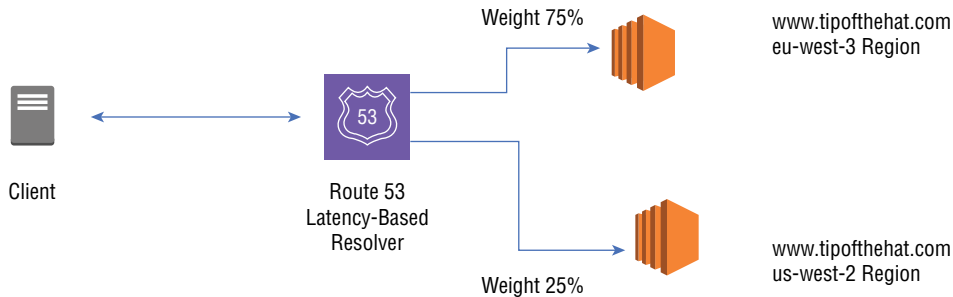 Weight 75%
www.tipofthehat.com
eu-west-3 Region
53
Client
Route 53
Latency-Based
Resolver
www.tipofthehat.com
us-west-2 Region
Weight 25%